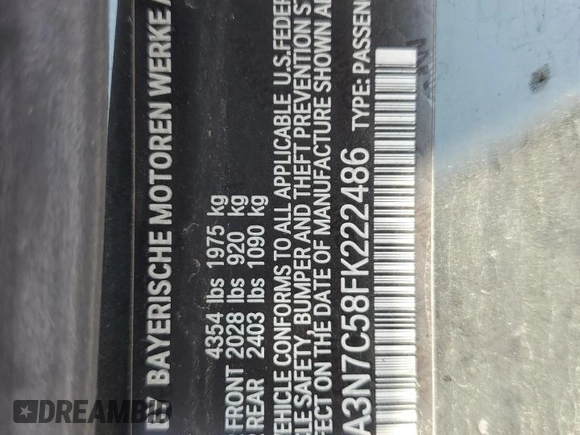 BY BAYERISCHE MOTOREN WERKE A
4354 lbs 1975 kg
FRONT 2028 lbs 920 kg
REAR 2403 lbs 1090 kg
VEHICLE CONFORMS TO ALL APPLICABLE U.S.FEDER
CLE SAFETY, BUMPER AND THEFT PREVENTION S
FECT ON THE DATE OF MANUFACTURE SHOWN A
A3N7C58FK222486 TYPE: PASSEN
© DREAMBID